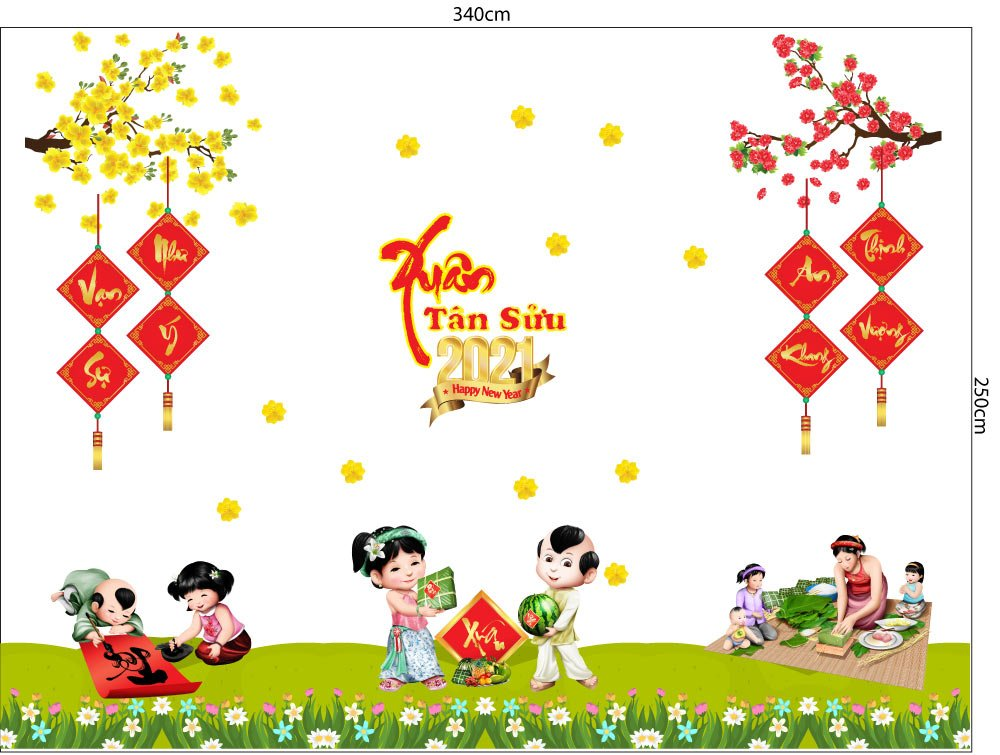 340cm
250cm
Vạn
Sự
Như
Ý
Xuân
Tân Sửu
2021
Happy New Year
An
Khang
Thịnh
Vượng
Xuân